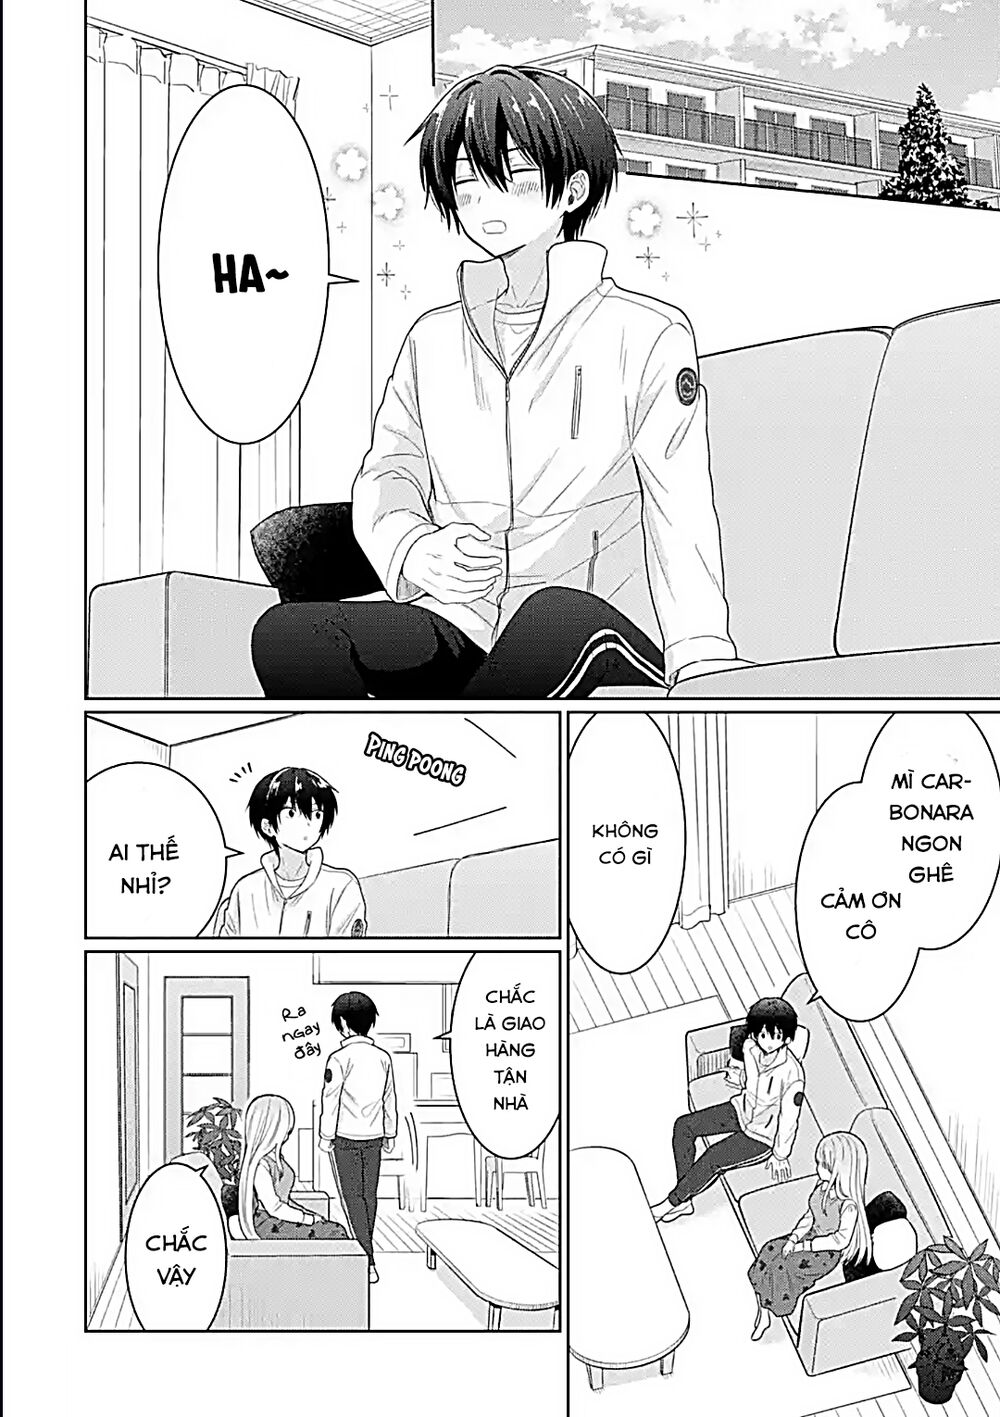 HA~
MÌ CAR-
BONARA
NGON
GHÊ
CẢM ƠN
CÔ
KHÔNG
CÓ GÌ
PING POONG
AI THẾ
NHỈ?
CHẮC
LÀ GIAO
HÀNG
TẬN
NHÀ
Ra
ngay
đây
CHẮC
VẬY